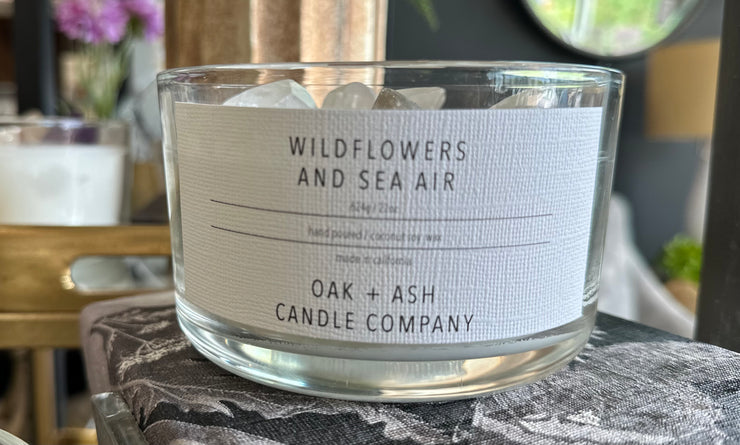 WILDFLOWERS
AND SEA AIR
624g / 22oz
hand poured / coconut soy wax
made in california
OAK + ASH
CANDLE COMPANY